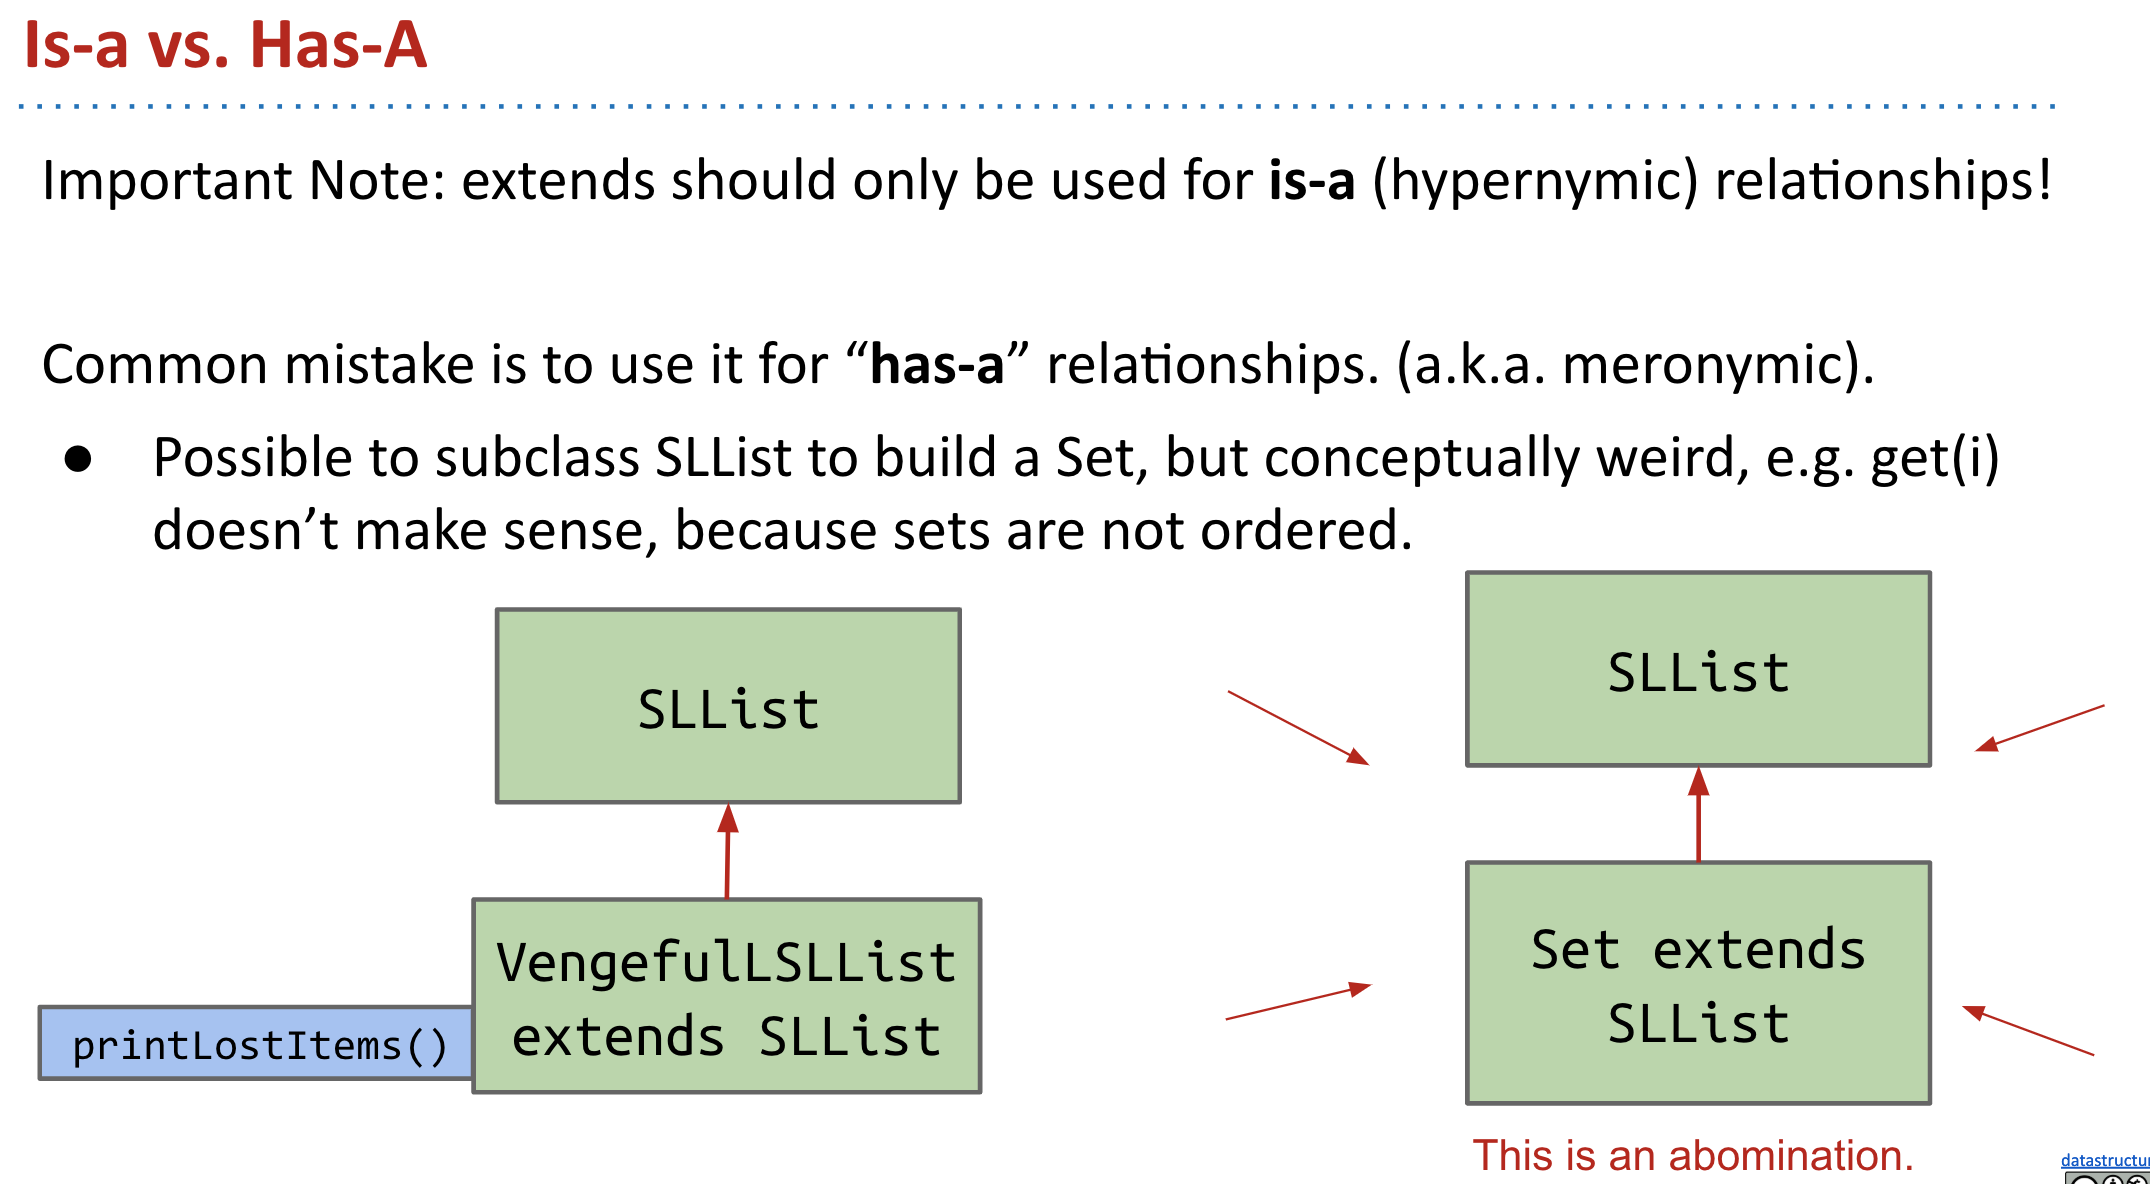 Is-a vs. Has-A
Important Note: extends should only be used for is-a (hypernymic) relationships!
Common mistake is to use it for “has-a” relationships. (a.k.a. meronymic).
● Possible to subclass SLList to build a Set, but conceptually weird, e.g. get(i)
doesn’t make sense, because sets are not ordered.
SLList
VengefulLSLList
extends SLList
printLostItems()
SLList
Set extends
SLList
This is an abomination.
datastructur